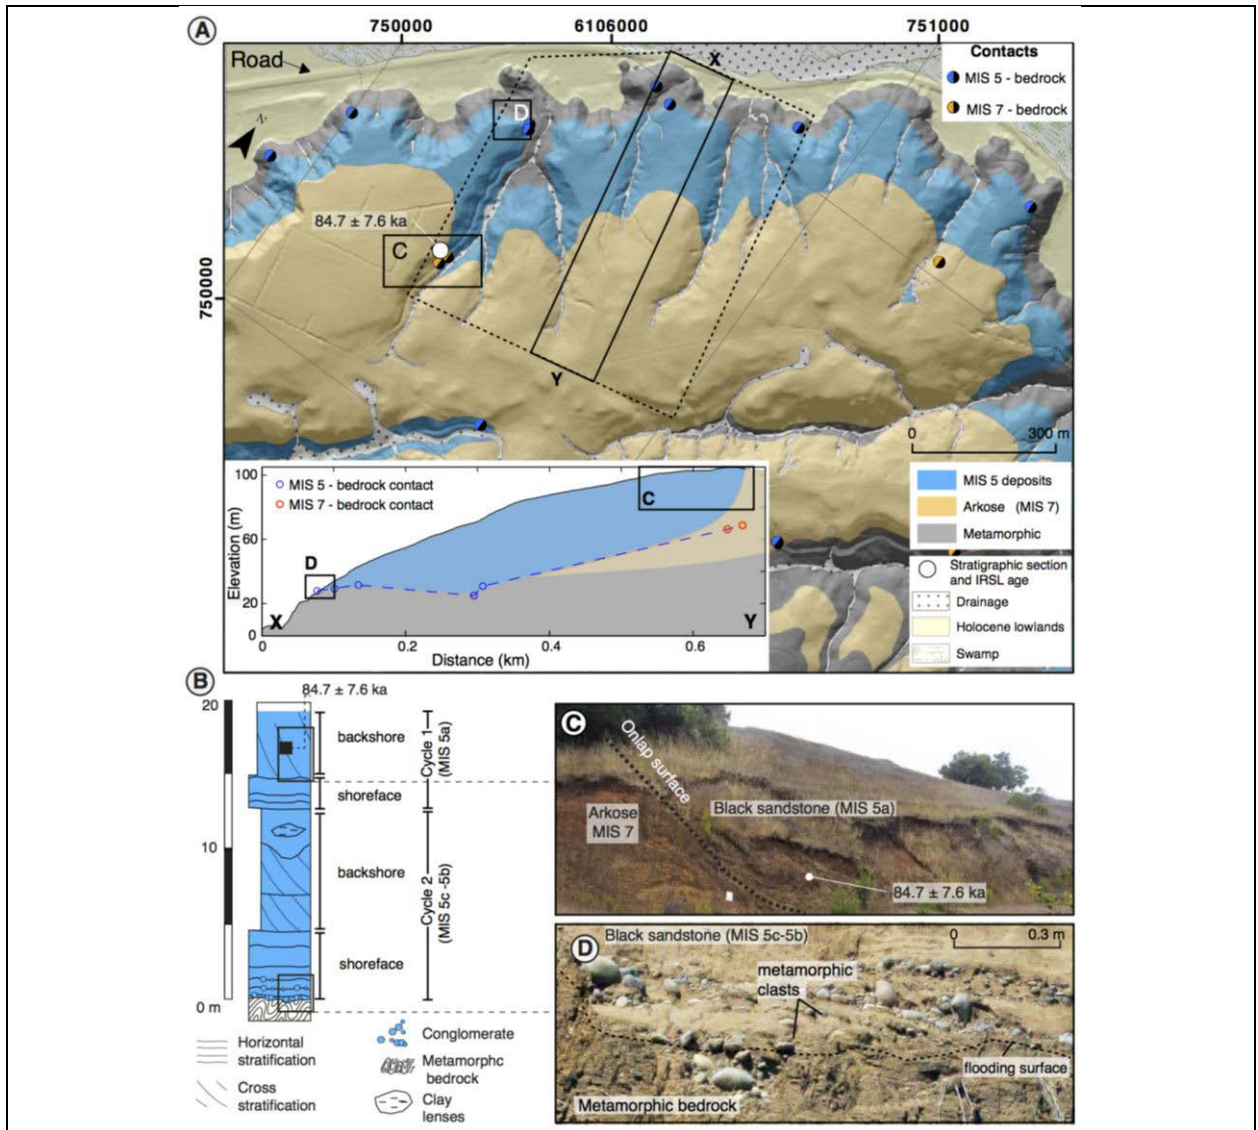 A
7500000
6106000
751000
Road
X
Contacts
MIS 5 - bedrock
MIS 7 - bedrock
D
N
84.7 ± 7.6 ka
C
750000
Y
0 300 m
100
60
20
0
Elevation (m)
MIS 5 - bedrock contact
MIS 7 - bedrock contact
C
D
X
Y
0 0.2 0.4 0.6
Distance (km)
MIS 5 deposits
Arkose (MIS 7)
Metamorphic
Stratigraphic section
and IRSL age
Drainage
Holocene lowlands
Swamp
B
84.7 ± 7.6 ka
20
10
0 m
backshore
shoreface
backshore
shoreface
Cycle 1
(MIS 5a)
Cycle 2
(MIS 5c -5b)
Horizontal
stratification
Cross
stratification
Conglomerate
Metamorphc
bedrock
Clay
lenses
C
Onlap surface
Arkose
MIS 7
Black sandstone (MIS 5a)
84.7 ± 7.6 ka
D
Black sandstone (MIS 5c-5b)
0 0.3 m
metamorphic
clasts
flooding surface
Metamorphic bedrock